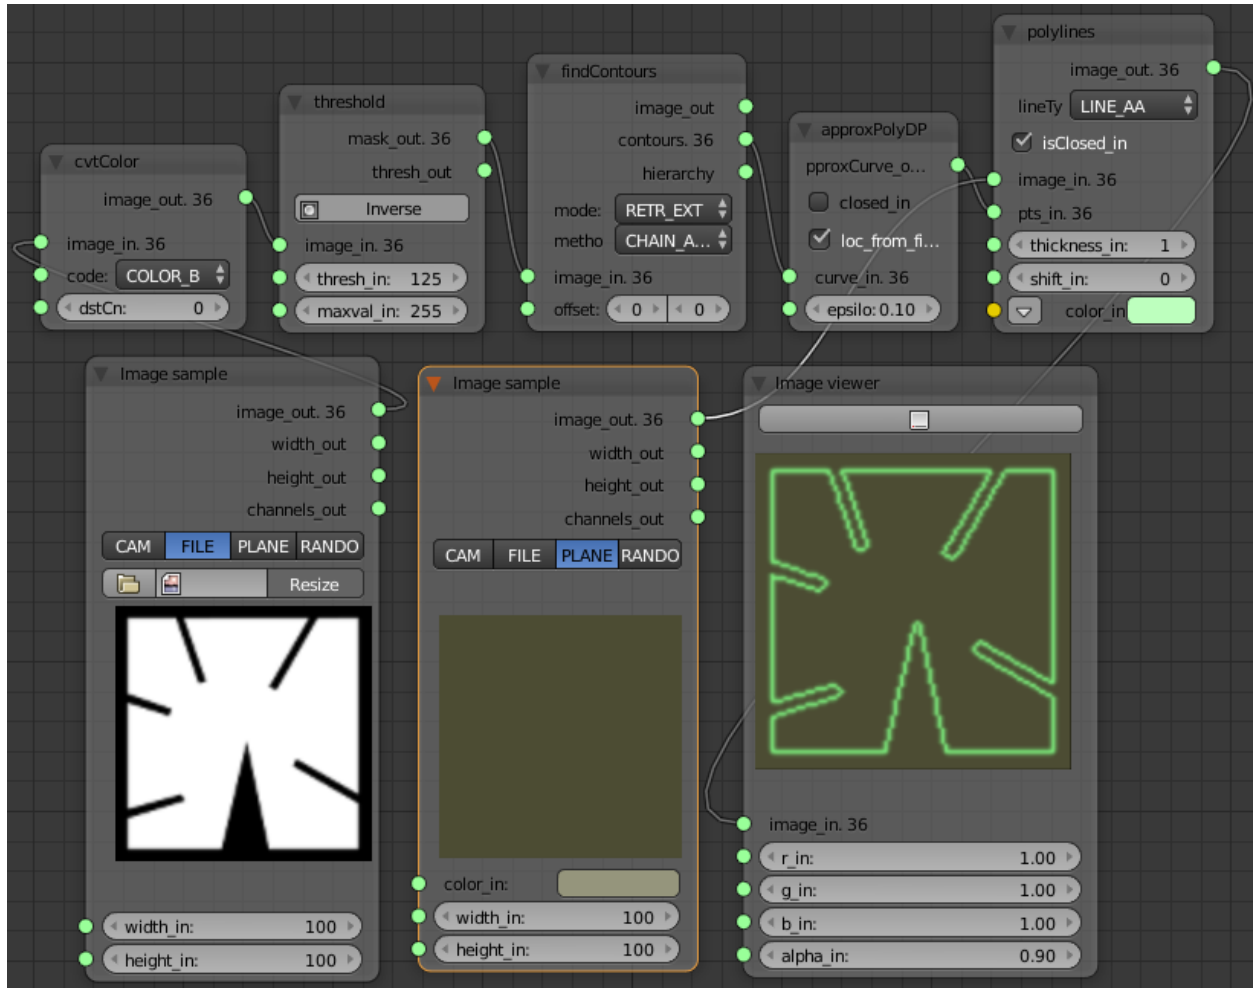 cvtColor
image_out. 36
image_in. 36
code: COLOR_B
dstCn: 0
threshold
mask_out. 36
thresh_out
Inverse
image_in. 36
thresh_in: 125
maxval_in: 255
findContours
image_out
contours. 36
hierarchy
mode: RETR_EXT
metho CHAIN_A...
image_in. 36
offset: 0 0
approxPolyDP
pproxCurve_o...
closed_in
loc_from_fi...
curve_in. 36
epsilo: 0.10
polylines
image_out. 36
lineTy LINE_AA
isClosed_in
image_in. 36
pts_in. 36
thickness_in: 1
shift_in: 0
color_in
Image sample
image_out. 36
width_out
height_out
channels_out
CAM FILE PLANE RANDO
Resize
width_in: 100
height_in: 100
Image sample
image_out. 36
width_out
height_out
channels_out
CAM FILE PLANE RANDO
color_in:
width_in: 100
height_in: 100
Image viewer
image_in. 36
r_in: 1.00
g_in: 1.00
b_in: 1.00
alpha_in: 0.90